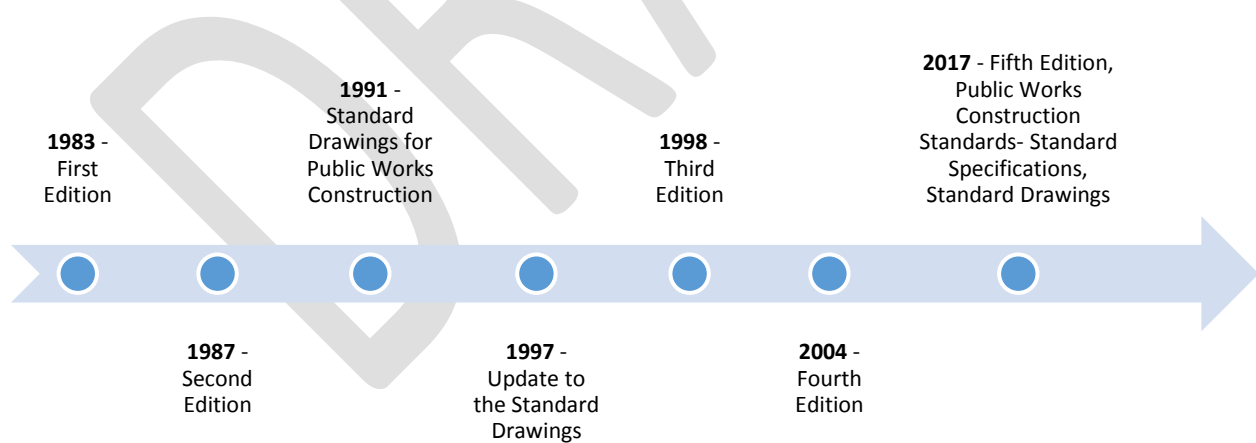 1983 -
First
Edition
1987 -
Second
Edition
1991 -
Standard
Drawings for
Public Works
Construction
1997 -
Update to
the Standard
Drawings
1998 -
Third
Edition
2004 -
Fourth
Edition
2017 - Fifth Edition,
Public Works
Construction
Standards- Standard
Specifications,
Standard Drawings